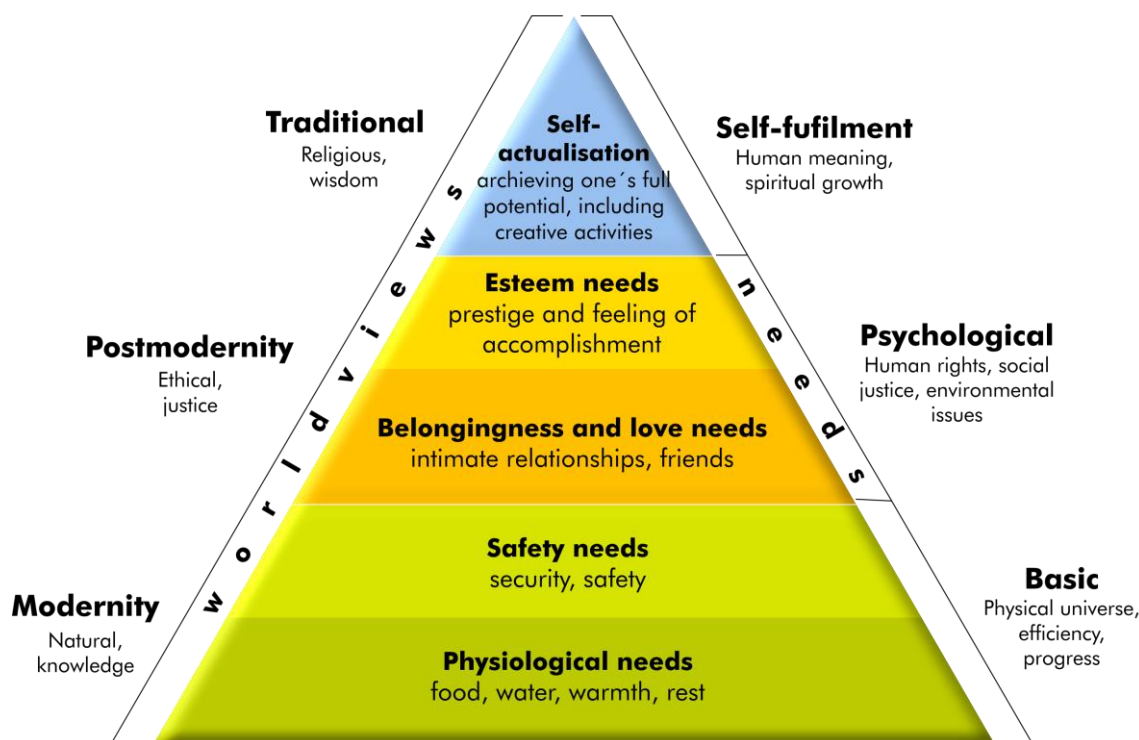 Traditional
Religious,
wisdom
Self-
actualisation
archieving one´s full
potential, including
creative activities
Self-fufilment
Human meaning,
spiritual growth
worldviews
needs
Esteem needs
prestige and feeling of
accomplishment
Postmodernity
Ethical,
justice
Psychological
Human rights, social
justice, environmental
issues
Belongingness and love needs
intimate relationships, friends
Safety needs
security, safety
Modernity
Natural,
knowledge
Basic
Physical universe,
efficiency,
progress
Physiological needs
food, water, warmth, rest